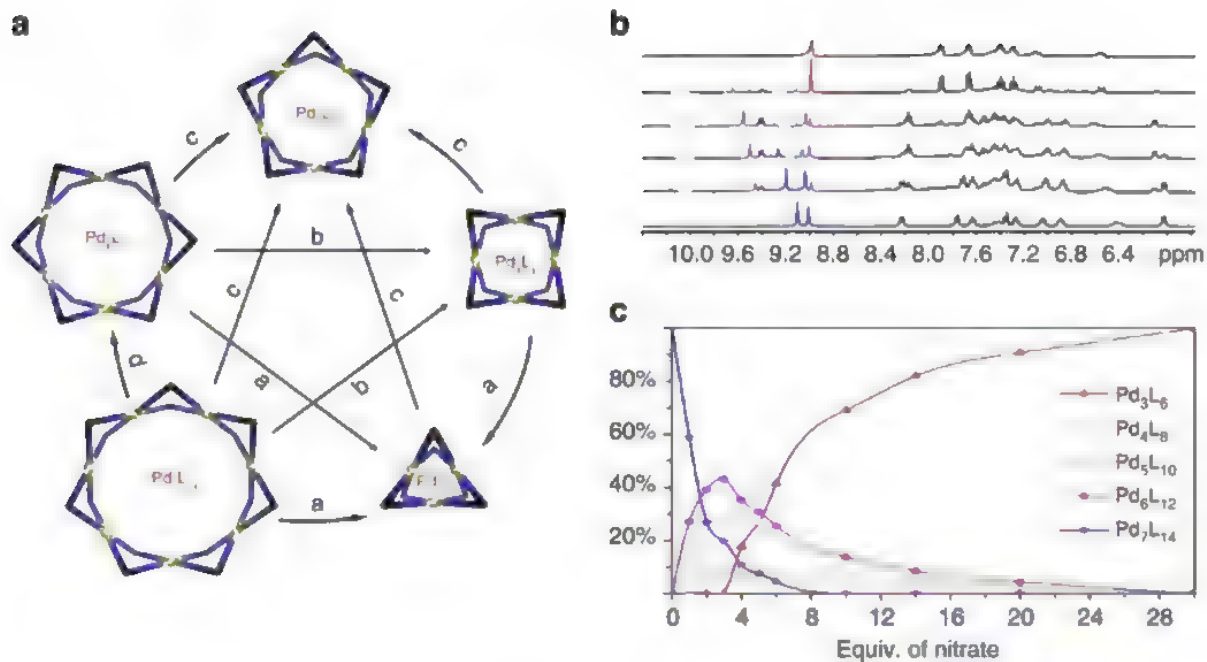 a
b
c
c
c
b
c
c
a
b
a
a
Pd₄L₈
10.0 9.6 9.2 8.8 8.4 8.0 7.6 7.2 6.8 6.4 ppm
c
80%
60%
40%
20%
Pd₃L₆
Pd₄L₈
Pd₅L₁₀
Pd₆L₁₂
Pd₇L₁₄
0 4 8 12 16 20 24 28
Equiv. of nitrate